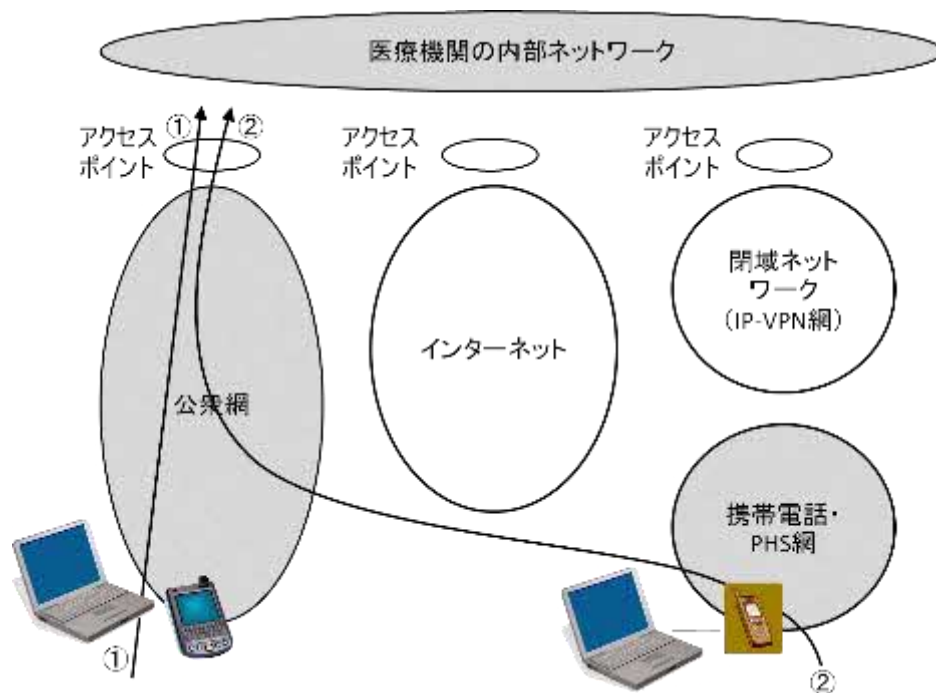 医療機関の内部ネットワーク
アクセス
ポイント
①
②
アクセス
ポイント
アクセス
ポイント
公衆網
インターネット
閉域ネット
ワーク
(IP-VPN網)
携帯電話・
PHS網
①
②